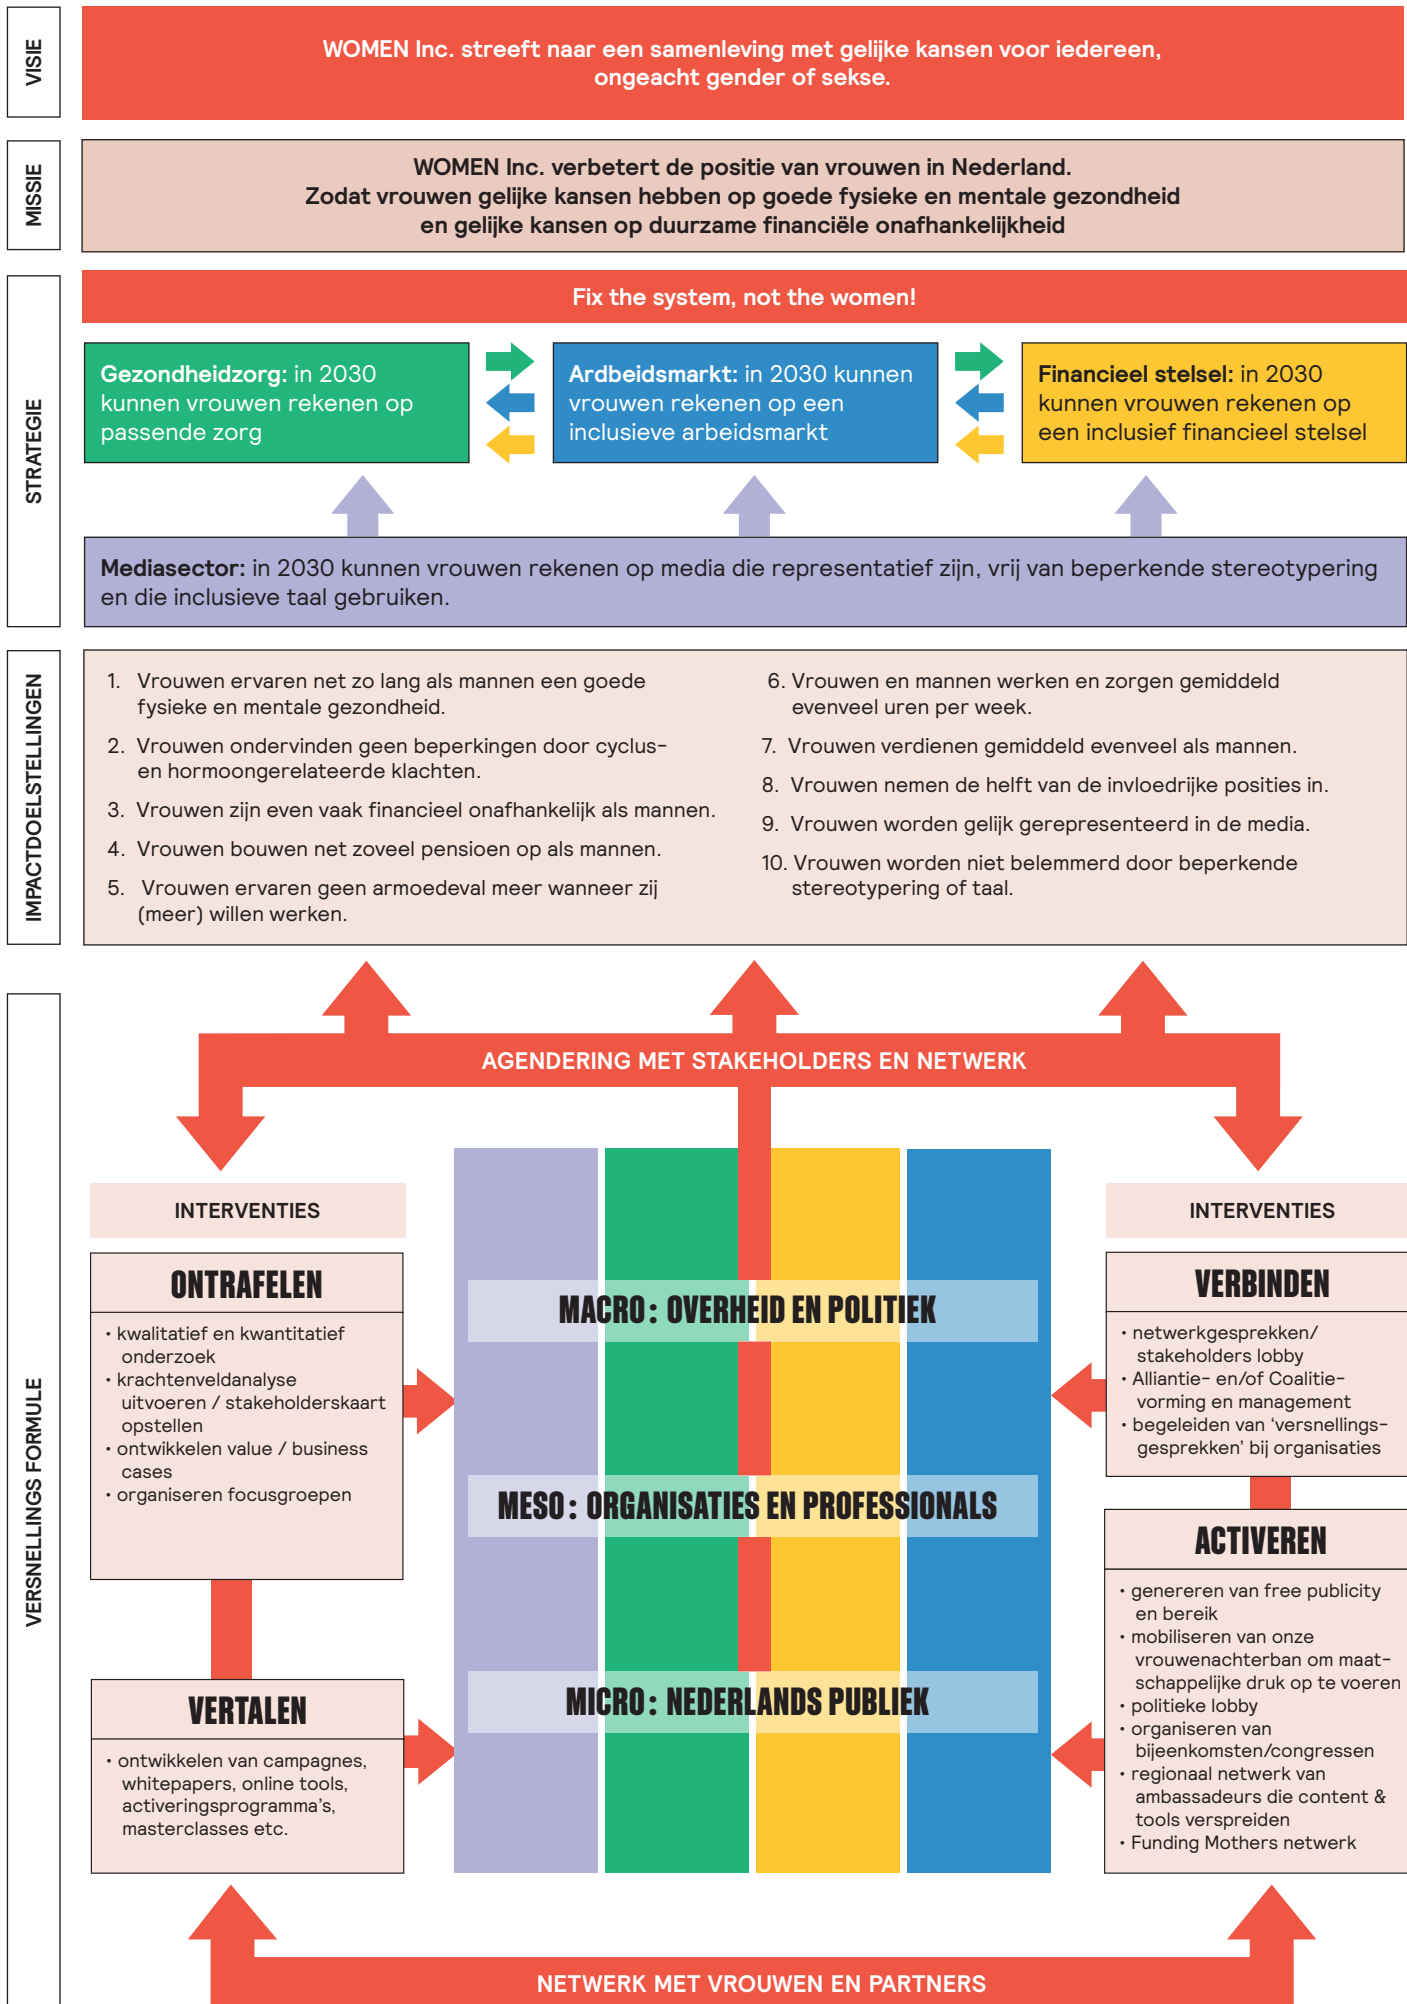 VISIE
WOMEN Inc. streeft naar een samenleving met gelijke kansen voor iedereen,
ongeacht gender of sekse.
MISSIE
WOMEN Inc. verbetert de positie van vrouwen in Nederland.
Zodat vrouwen gelijke kansen hebben op goede fysieke en mentale gezondheid
en gelijke kansen op duurzame financiële onafhankelijkheid
STRATEGIE
Fix the system, not the women!
Gezondheidzorg: in 2030
kunnen vrouwen rekenen op
passende zorg
Ardbeidsmarkt: in 2030 kunnen
vrouwen rekenen op een
inclusieve arbeidsmarkt
Financieel stelsel: in 2030
kunnen vrouwen rekenen op
een inclusief financieel stelsel
Mediasector: in 2030 kunnen vrouwen rekenen op media die representatief zijn, vrij van beperkende stereotypering
en die inclusieve taal gebruiken.
IMPACTDOELSTELLINGEN
1. Vrouwen ervaren net zo lang als mannen een goede
fysieke en mentale gezondheid.
2. Vrouwen ondervinden geen beperkingen door cyclus-
en hormoongerelateerde klachten.
3. Vrouwen zijn even vaak financieel onafhankelijk als mannen.
4. Vrouwen bouwen net zoveel pensioen op als mannen.
5. Vrouwen ervaren geen armoedeval meer wanneer zij
(meer) willen werken.
6. Vrouwen en mannen werken en zorgen gemiddeld
evenveel uren per week.
7. Vrouwen verdienen gemiddeld evenveel als mannen.
8. Vrouwen nemen de helft van de invloedrijke posities in.
9. Vrouwen worden gelijk gerepresenteerd in de media.
10. Vrouwen worden niet belemmerd door beperkende
stereotypering of taal.
VERSNELLINGS FORMULE
AGENDERING MET STAKEHOLDERS EN NETWERK
INTERVENTIES
ONTRAFELEN
• kwalitatief en kwantitatief
onderzoek
• krachtenveldanalyse
uitvoeren / stakeholderskaart
opstellen
• ontwikkelen value / business
cases
• organiseren focusgroepen
VERTALEN
• ontwikkelen van campagnes,
whitepapers, online tools,
activeringsprogramma's,
masterclasses etc.
MACRO: OVERHEID EN POLITIEK
MESO: ORGANISATIES EN PROFESSIONALS
MICRO: NEDERLANDS PUBLIEK
INTERVENTIES
VERBINDEN
• netwerkgesprekken/
stakeholders lobby
• Alliantie- en/of Coalitie-
vorming en management
• begeleiden van ‘versnellings-
gesprekken’ bij organisaties
ACTIVEREN
• genereren van free publicity
en bereik
• mobiliseren van onze
vrouwenachterban om maat-
schappelijke druk op te voeren
• politieke lobby
• organiseren van
bijeenkomsten/congressen
• regionaal netwerk van
ambassadeurs die content &
tools verspreiden
• Funding Mothers netwerk
NETWERK MET VROUWEN EN PARTNERS